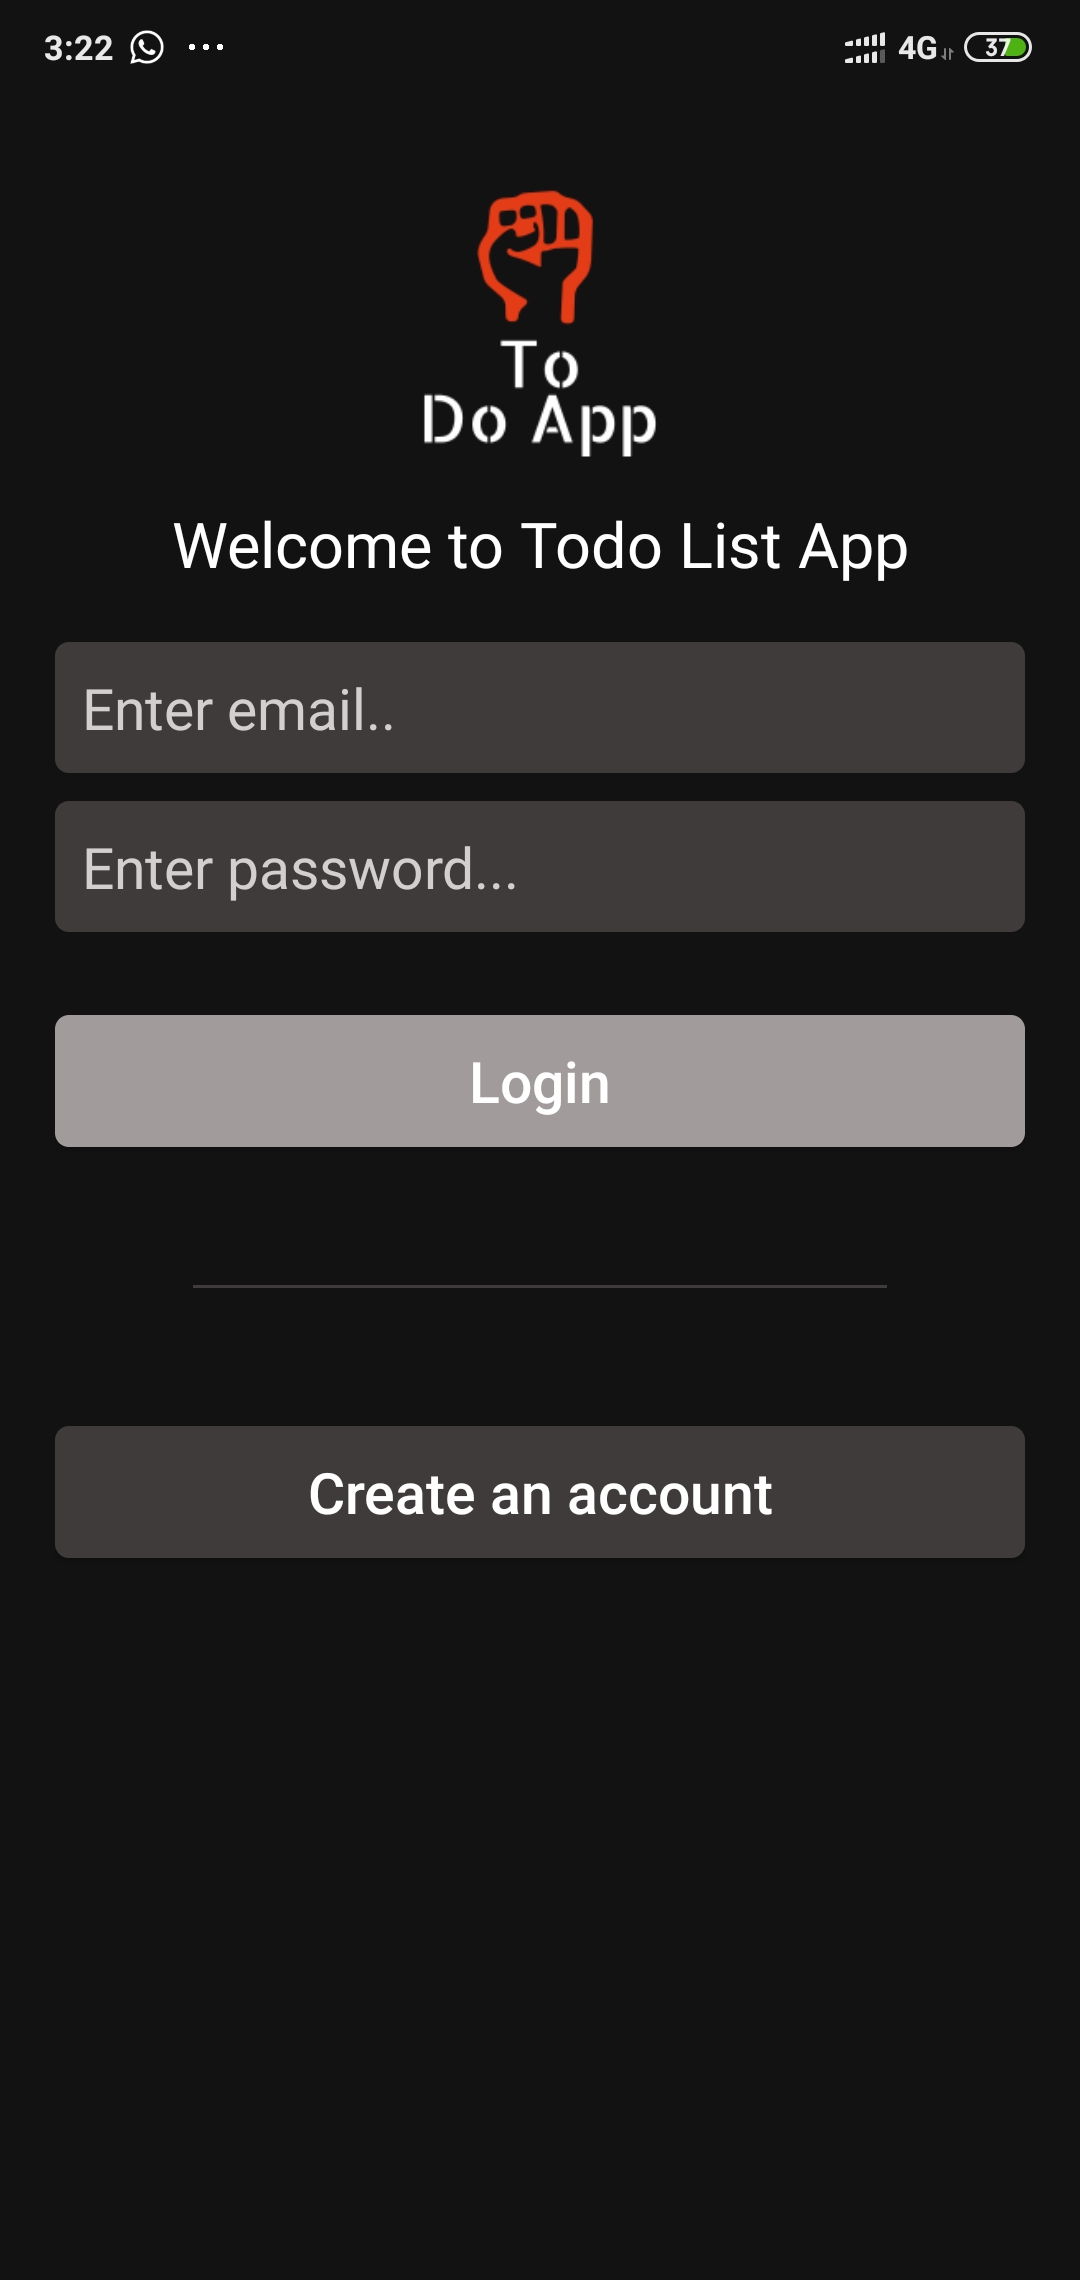 3:22 ... 4G 37
To
Do App
Welcome to Todo List App
Enter email..
Enter password...
Login
Create an account